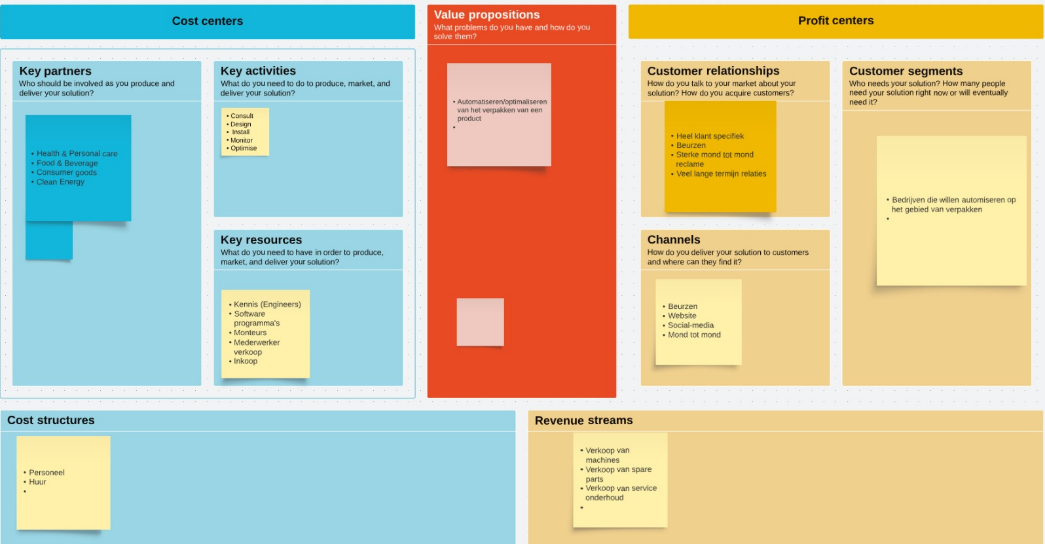 Cost centers
Value propositions
What problems do you have and how do you
solve them?
Profit centers
Key partners
Who should be involved as you produce and
deliver your solution?
• Health & Personal care
• Food & Beverage
• Consumer goods
• Clean Energy
Key activities
What do you need to do to produce, market, and
deliver your solution?
• Consult
• Design
• Install
• Monitor
• Optimise
Key resources
What do you need to have in order to produce,
market, and deliver your solution?
• Kennis (Engineers)
• Software
programma's
• Monteurs
• Mederwerker
verkoop
• Inkoop
• Automatiseren/optimaliseren
van het verpakken van een
product
•
Customer relationships
How do you talk to your market about your
solution? How do you acquire customers?
• Heel klant specifiek
• Beurzen
• Sterke mond tot mond
reclame
• Veel lange termijn relaties
Channels
How do you deliver your solution to customers
and where can they find it?
• Beurzen
• Website
• Social-media
• Mond tot mond
Customer segments
Who needs your solution? How many people
need your solution right now or will eventually
need it?
• Bedrijven die willen automiseren op
het gebied van verpakken
•
Cost structures
• Personeel
• Huur
•
Revenue streams
• Verkoop van
machines
• Verkoop van spare
parts
• Verkoop van service
onderhoud
•